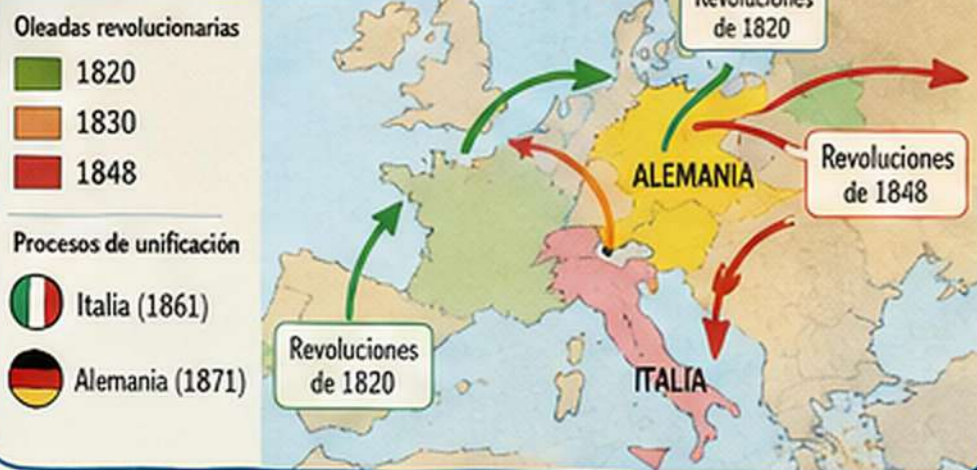 Oleadas revolucionarias
1820
1830
1848
Procesos de unificación
Italia (1861)
Alemania (1871)
Revoluciones
de 1820
ALEMANIA
Revoluciones
de 1848
Revoluciones
de 1820
ITALIA